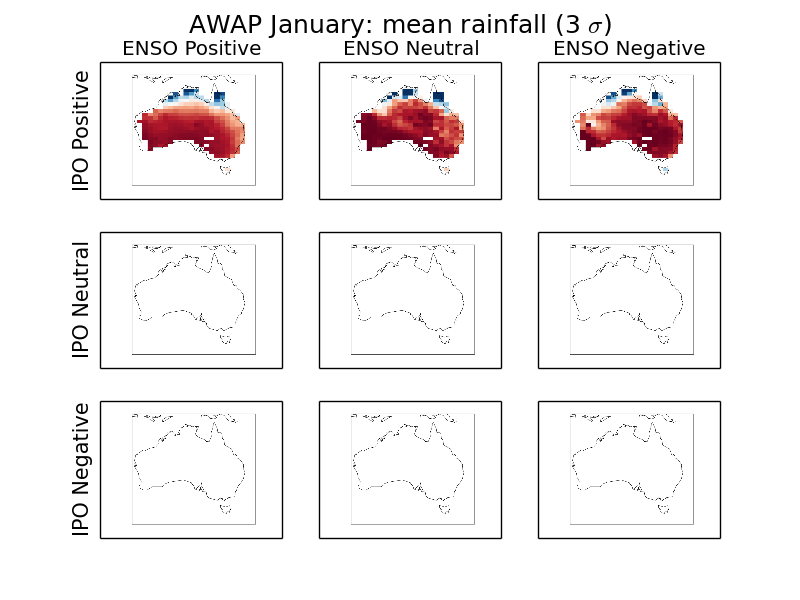 AWAP January: mean rainfall (3 σ)
ENSO Positive
ENSO Neutral
ENSO Negative
IPO Positive
IPO Neutral
IPO Negative